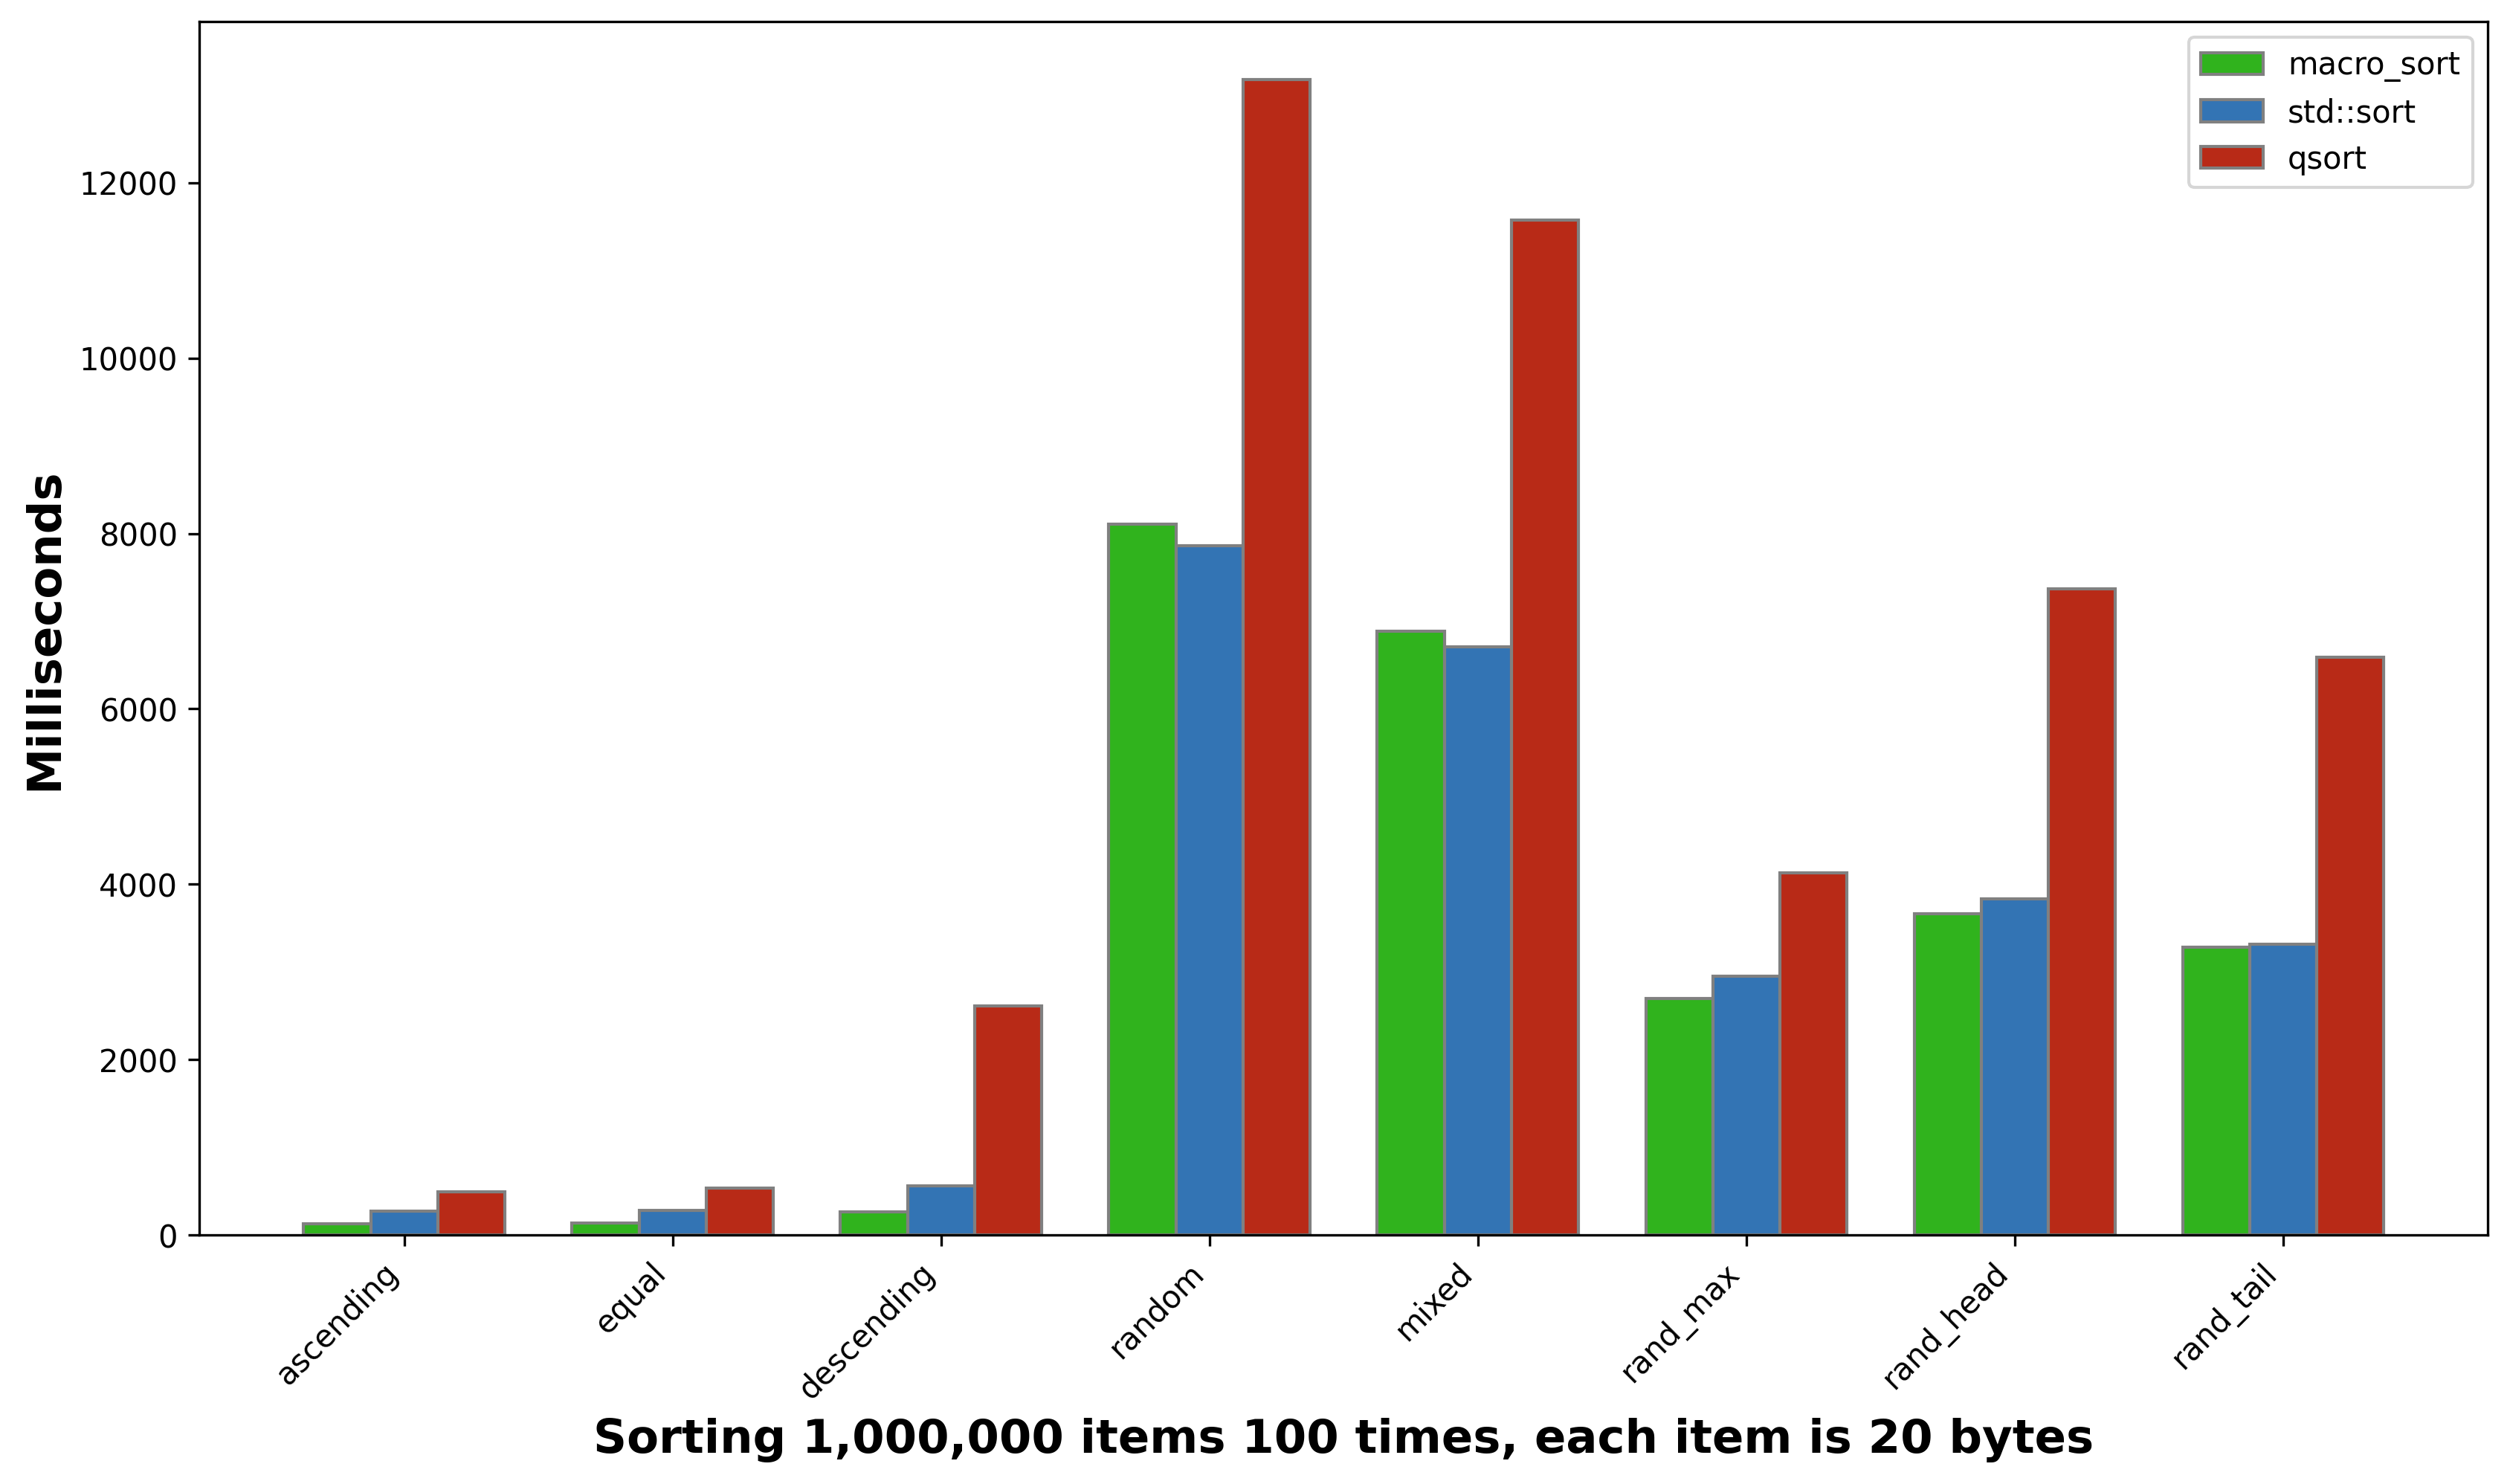 macro_sort
std::sort
qsort
Milliseconds
12000
10000
8000
6000
4000
2000
0
ascending
equal
descending
random
mixed
rand_max
rand_head
rand_tail
Sorting 1,000,000 items 100 times, each item is 20 bytes